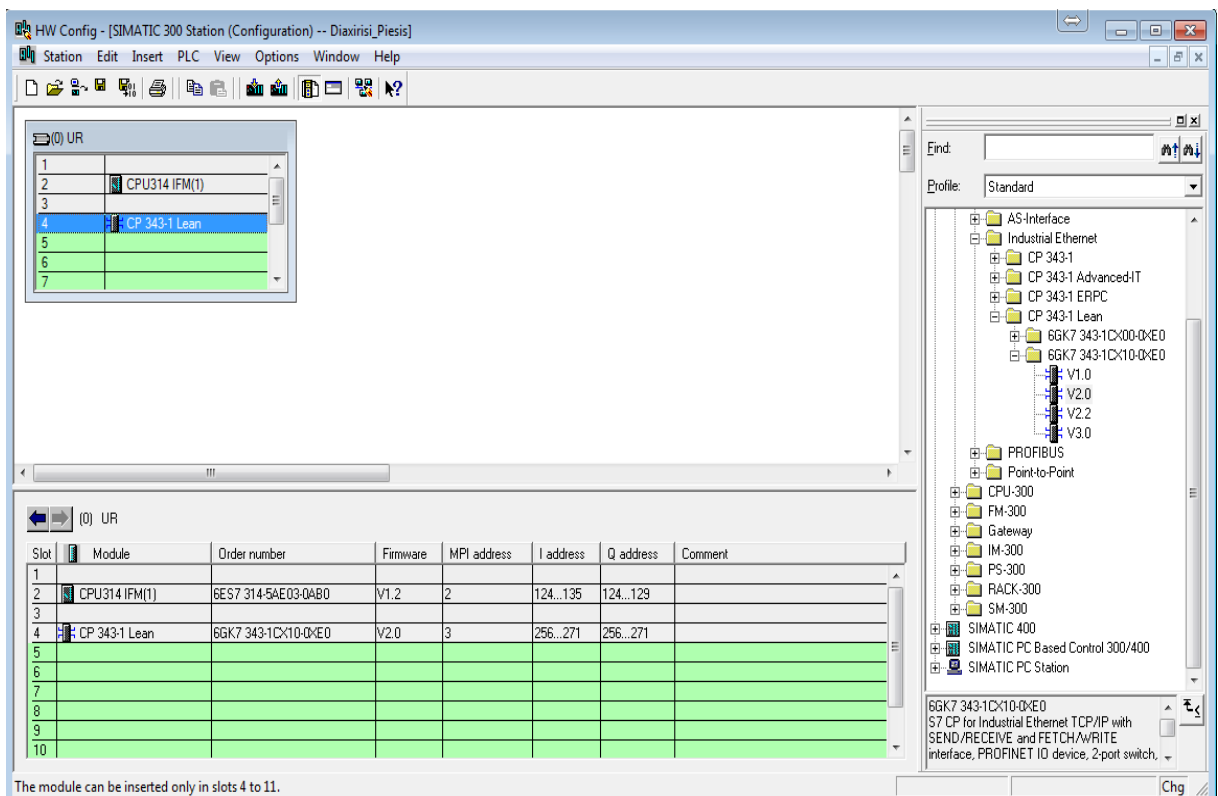 HW Config - [SIMATIC 300 Station (Configuration) -- Diaxirisi_Piesis]
Station Edit Insert PLC View Options Window Help
(0) UR
1
2 CPU314 IFM(1)
3
4 CP 343-1 Lean
5
6
7
Find:
Profile: Standard
AS-Interface
Industrial Ethernet
CP 343-1
CP 343-1 Advanced-IT
CP 343-1 ERPC
CP 343-1 Lean
6GK7 343-1CX00-0XE0
6GK7 343-1CX10-0XE0
V1.0
V2.0
V2.2
V3.0
PROFIBUS
Point-to-Point
CPU-300
FM-300
Gateway
IM-300
PS-300
RACK-300
SM-300
SIMATIC 400
SIMATIC PC Based Control 300/400
SIMATIC PC Station
6GK7 343-1CX10-0XE0
S7 CP for Industrial Ethernet TCP/IP with
SEND/RECEIVE and FETCH/WRITE
interface, PROFINET IO device, 2-port switch,
(0) UR
Slot Module Order number Firmware MPI address I address Q address Comment
1
2 CPU314 IFM(1) 6ES7 314-5AE03-0AB0 V1.2 2 124...135 124...129
3
4 CP 343-1 Lean 6GK7 343-1CX10-0XE0 V2.0 3 256...271 256...271
5
6
7
8
9
10
The module can be inserted only in slots 4 to 11.
Chg